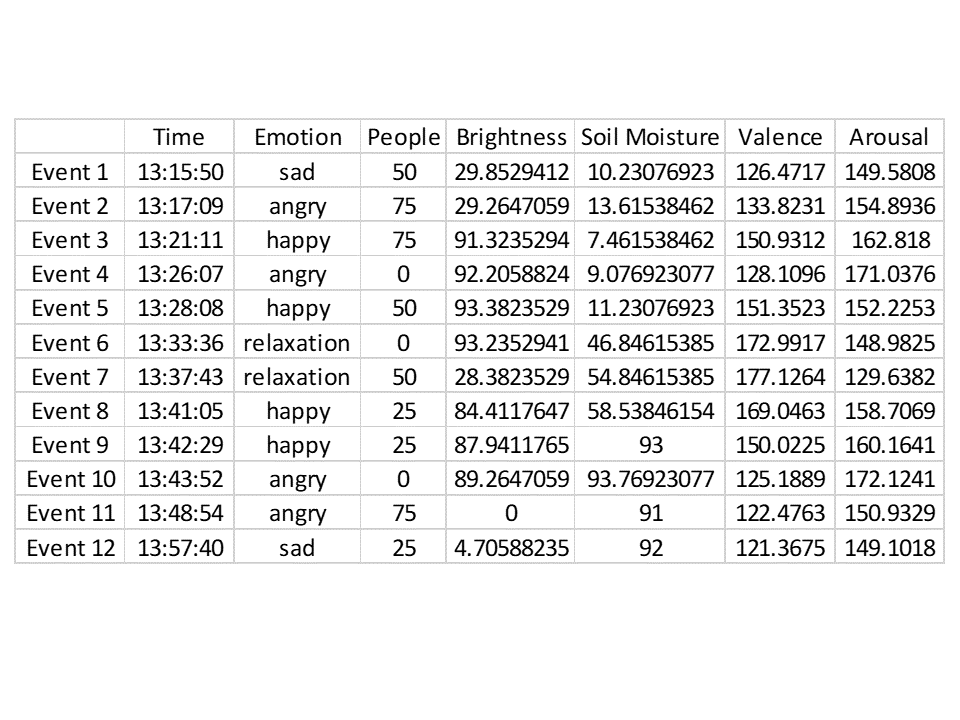 Time Emotion People Brightness Soil Moisture Valence Arousal
Event 1 13:15:50 sad 50 29.8529412 10.23076923 126.4717 149.5808
Event 2 13:17:09 angry 75 29.2647059 13.61538462 133.8231 154.8936
Event 3 13:21:11 happy 75 91.3235294 7.461538462 150.9312 162.818
Event 4 13:26:07 angry 0 92.2058824 9.076923077 128.1096 171.0376
Event 5 13:28:08 happy 50 93.3823529 11.23076923 151.3523 152.2253
Event 6 13:33:36 relaxation 0 93.2352941 46.84615385 172.9917 148.9825
Event 7 13:37:43 relaxation 50 28.3823529 54.84615385 177.1264 129.6382
Event 8 13:41:05 happy 25 84.4117647 58.53846154 169.0463 158.7069
Event 9 13:42:29 happy 25 87.9411765 93 150.0225 160.1641
Event 10 13:43:52 angry 0 89.2647059 93.76923077 125.1889 172.1241
Event 11 13:48:54 angry 75 0 91 122.4763 150.9329
Event 12 13:57:40 sad 25 4.70588235 92 121.3675 149.1018